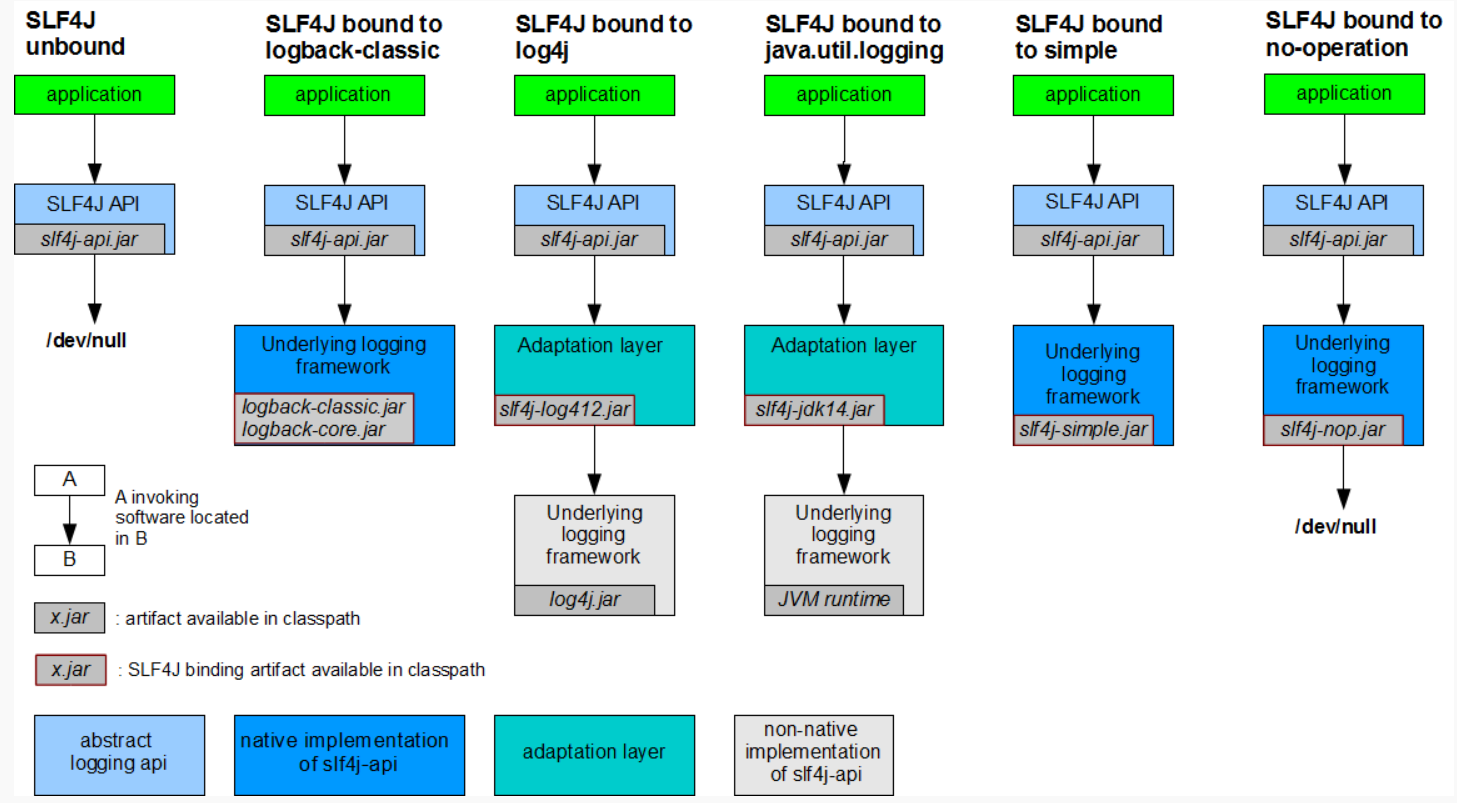 SLF4J
unbound
application
SLF4J API
slf4j-api.jar
/dev/null
SLF4J bound to
logback-classic
application
SLF4J API
slf4j-api.jar
Underlying logging
framework
logback-classic.jar
logback-core.jar
SLF4J bound to
log4j
application
SLF4J API
slf4j-api.jar
Adaptation layer
slf4j-log412.jar
Underlying
logging
framework
log4j.jar
SLF4J bound to
java.util.logging
application
SLF4J API
slf4j-api.jar
Adaptation layer
slf4j-jdk14.jar
Underlying
logging
framework
JVM runtime
SLF4J bound
to simple
application
SLF4J API
slf4j-api.jar
Underlying
logging
framework
slf4j-simple.jar
SLF4J bound to
no-operation
application
SLF4J API
slf4j-api.jar
Underlying
logging
framework
slf4j-nop.jar
/dev/null
A
B
A invoking
software located
in B
x.jar : artifact available in classpath
x.jar : SLF4J binding artifact available in classpath
abstract
logging api
native implementation
of slf4j-api
adaptation layer
non-native
implementation
of slf4j-api